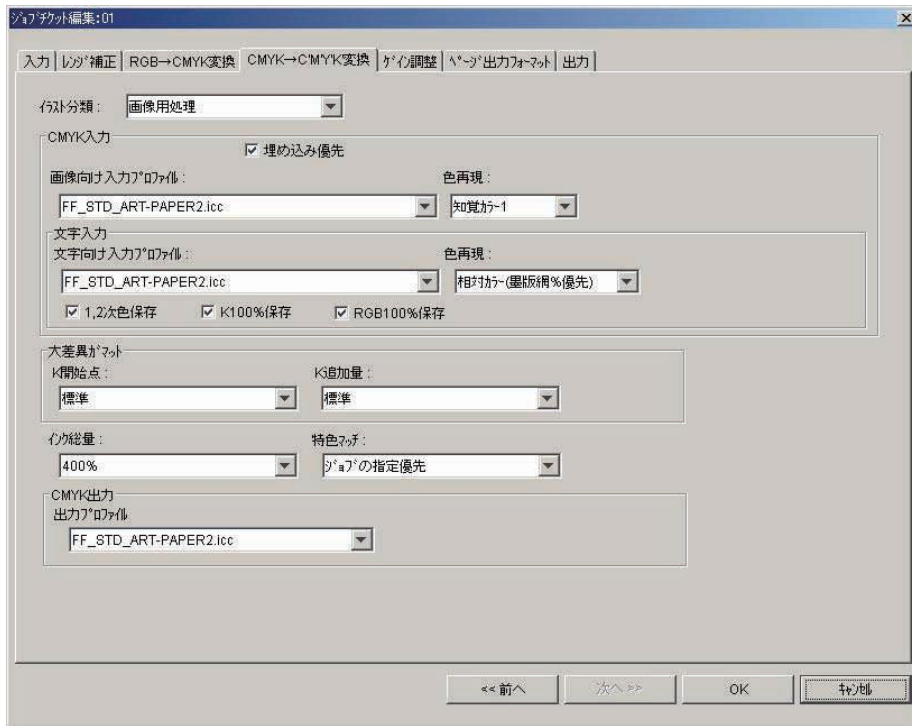 ｼﾞｮﾌﾞﾁｹｯﾄ編集:01
入力 ﾚﾝｼﾞ補正 RGB→CMYK変換 CMYK→C'M'Y'K'変換 ｹﾞｲﾝ調整 ﾍﾟｰｼﾞ出力ﾌｫｰﾏｯﾄ 出力
ｲﾗｽﾄ分類： 画像用処理
CMYK入力
埋め込み優先
画像向け入力ﾌﾟﾛﾌｧｲﾙ： 色再現：
FF_STD_ART-PAPER2.icc 知覚ｶﾗｰ1
文字入力
文字向け入力ﾌﾟﾛﾌｧｲﾙ： 色再現：
FF_STD_ART-PAPER2.icc 相対ｶﾗｰ(墨版網%優先)
1,2次色保存 K100%保存 RGB100%保存
大差異ｶﾞﾏｯﾄ
K開始点： K追加量：
標準 標準
ｲﾝｸ総量： 特色ﾏｯﾁ：
400% ｼﾞｮﾌﾞの指定優先
CMYK出力
出力ﾌﾟﾛﾌｧｲﾙ
FF_STD_ART-PAPER2.icc
<<前へ 次へ>> OK ｷｬﾝｾﾙ